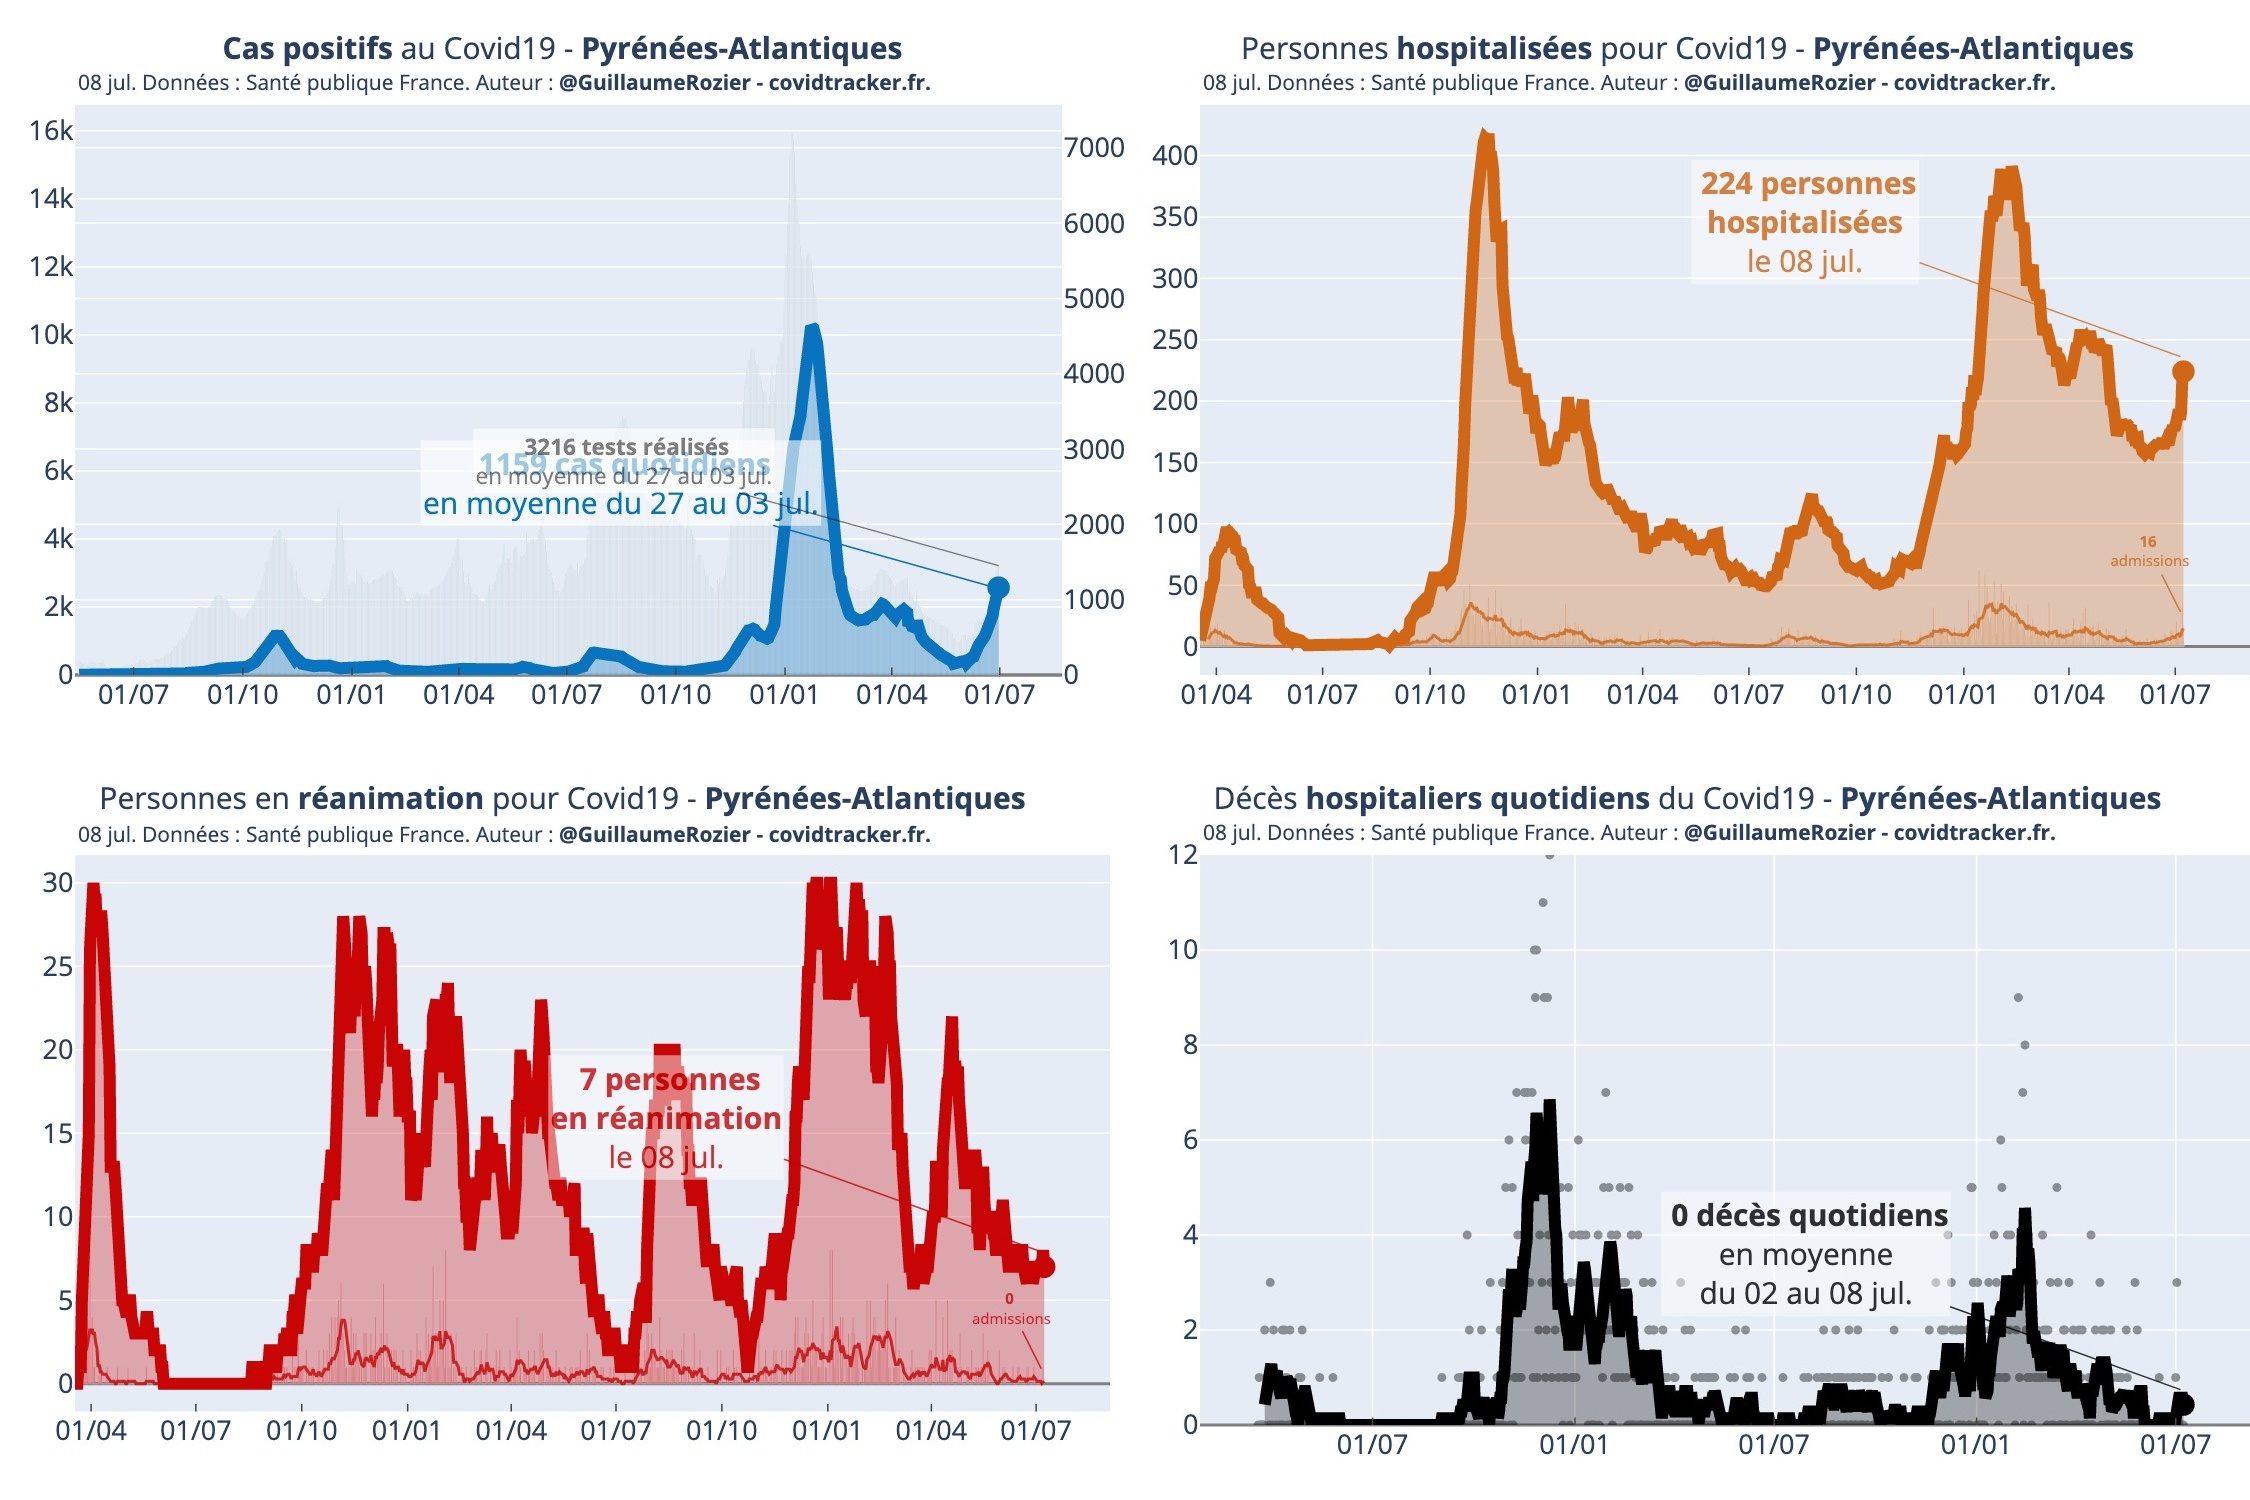 Cas positifs au Covid19 - Pyrénées-Atlantiques
08 jul. Données : Santé publique France. Auteur : @GuillaumeRozier - covidtracker.fr.
16k
14k
12k
10k
8k
6k
4k
2k
0
7000
6000
5000
4000
3000
2000
1000
0
3216 tests réalisés
en moyenne du 27 au 03 jul.
1159 cas quotidiens
en moyenne du 27 au 03 jul.
01/07 01/10 01/01 01/04 01/07 01/10 01/01 01/04 01/07
Personnes hospitalisées pour Covid19 - Pyrénées-Atlantiques
08 jul. Données : Santé publique France. Auteur : @GuillaumeRozier - covidtracker.fr.
400
350
300
250
200
150
100
50
0
224 personnes
hospitalisées
le 08 jul.
16
admissions
01/04 01/07 01/10 01/01 01/04 01/07 01/10 01/01 01/04 01/07
Personnes en réanimation pour Covid19 - Pyrénées-Atlantiques
08 jul. Données : Santé publique France. Auteur : @GuillaumeRozier - covidtracker.fr.
30
25
20
15
10
5
0
7 personnes
en réanimation
le 08 jul.
0
admissions
01/04 01/07 01/10 01/01 01/04 01/07 01/10 01/01 01/04 01/07
Décès hospitaliers quotidiens du Covid19 - Pyrénées-Atlantiques
08 jul. Données : Santé publique France. Auteur : @GuillaumeRozier - covidtracker.fr.
12
10
8
6
4
2
0
0 décès quotidiens
en moyenne
du 02 au 08 jul.
01/07 01/01 01/07 01/01 01/07